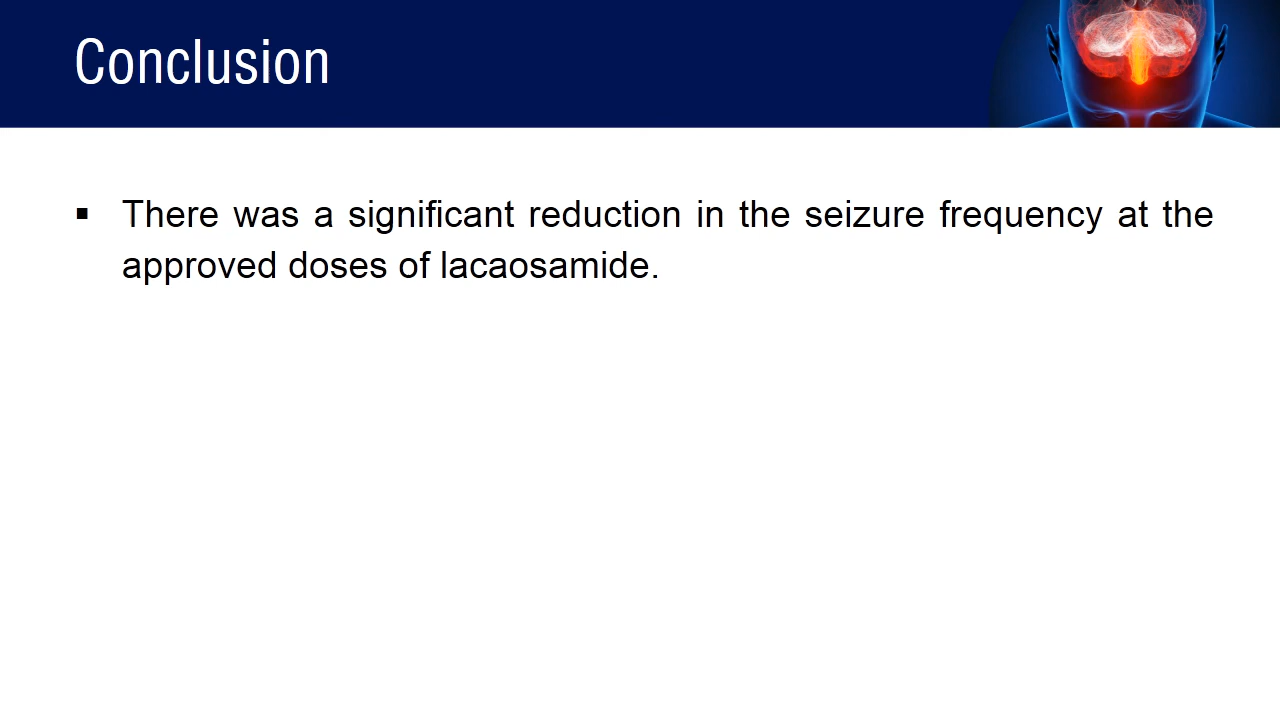 Conclusion
▪ There was a significant reduction in the seizure frequency at the
approved doses of lacaosamide.